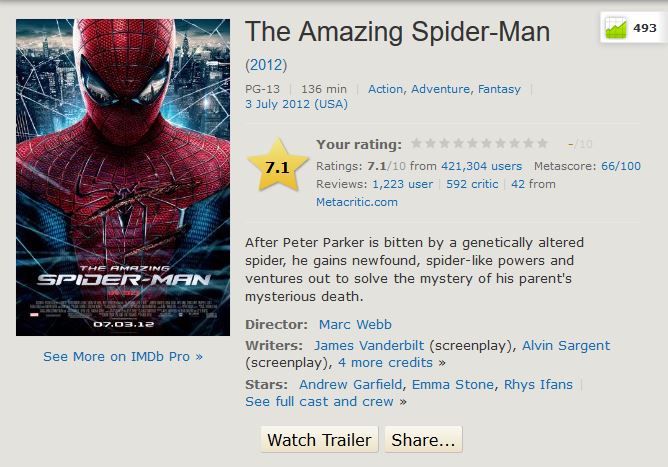 The Amazing Spider-Man
493
(2012)
PG-13 | 136 min | Action, Adventure, Fantasy |
3 July 2012 (USA)
Your rating: -/10
7.1
Ratings: 7.1/10 from 421,304 users Metascore: 66/100
Reviews: 1,223 user | 592 critic | 42 from
Metacritic.com
After Peter Parker is bitten by a genetically altered
spider, he gains newfound, spider-like powers and
ventures out to solve the mystery of his parent's
mysterious death.
Director: Marc Webb
Writers: James Vanderbilt (screenplay), Alvin Sargent
(screenplay), 4 more credits »
Stars: Andrew Garfield, Emma Stone, Rhys Ifans |
See full cast and crew »
Watch Trailer
Share...
THE AMAZING
SPIDER-MAN
07.03.12
See More on IMDb Pro »